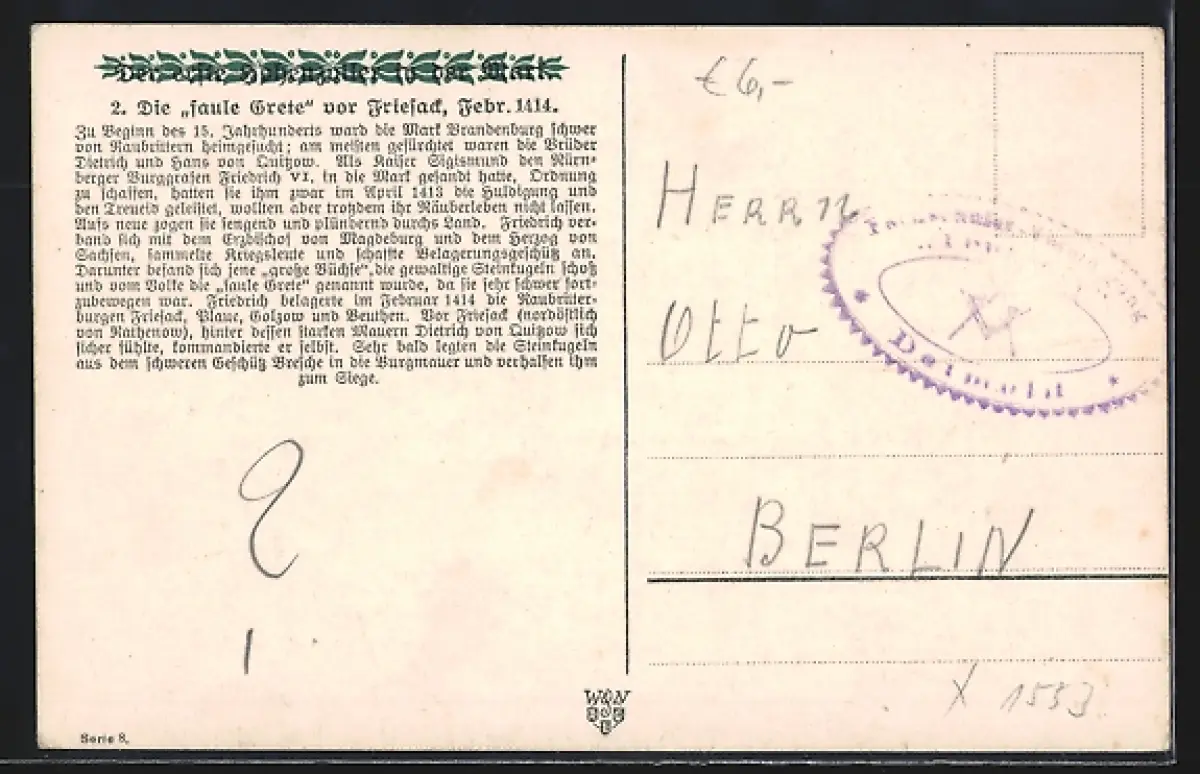 Der erste Hohenzoller in der Mark.
2. Die „faule Grete“ vor Friesack, Febr. 1414.
Zu Beginn des 15. Jahrhunderts ward die Mark Brandenburg schwer
von Raubrittern heimgesucht; am meisten gefürchtet waren die Brüder
Dietrich und Hans von Quitzow. Als Kaiser Sigismund den Nürn-
berger Burggrafen Friedrich VI. in die Mark gesandt hatte, Ordnung
zu schaffen, hatten sie ihm zwar im April 1413 die Huldigung und
den Treueid geleistet, wollten aber trotzdem ihr Räuberleben nicht lassen.
Aufs neue zogen sie sengend und plündernd durchs Land. Friedrich ver-
band sich mit dem Erzbischof von Magdeburg und dem Herzog von
Sachsen, sammelte Kriegsleute und schaffte Belagerungsgeschütz an.
Darunter befand sich jene „große Büchse“, die gewaltige Steinkugeln schoß
und vom Volke die „faule Grete“ genannt wurde, da sie sehr schwer fort-
zubewegen war. Friedrich belagerte im Februar 1414 die Raubritter-
burgen Friesack, Plaue, Golzow und Beuthen. Vor Friesack (nordöstlich
von Rathenow), hinter dessen starken Mauern Dietrich von Quitzow sich
sicher fühlte, kommandierte er selbst. Sehr bald legten die Steinkugeln
aus dem schweren Geschütz Bresche in die Burgmauer und verhalfen ihm
zum Siege.
Serie 8.
W&N
L
€ 6,-
HERRN
Otto
BERLIN
Detmold
X 1553